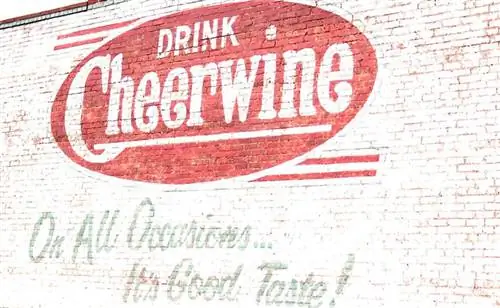 DRINK
Cheerwine
On All Occasions...
It's Good Taste!